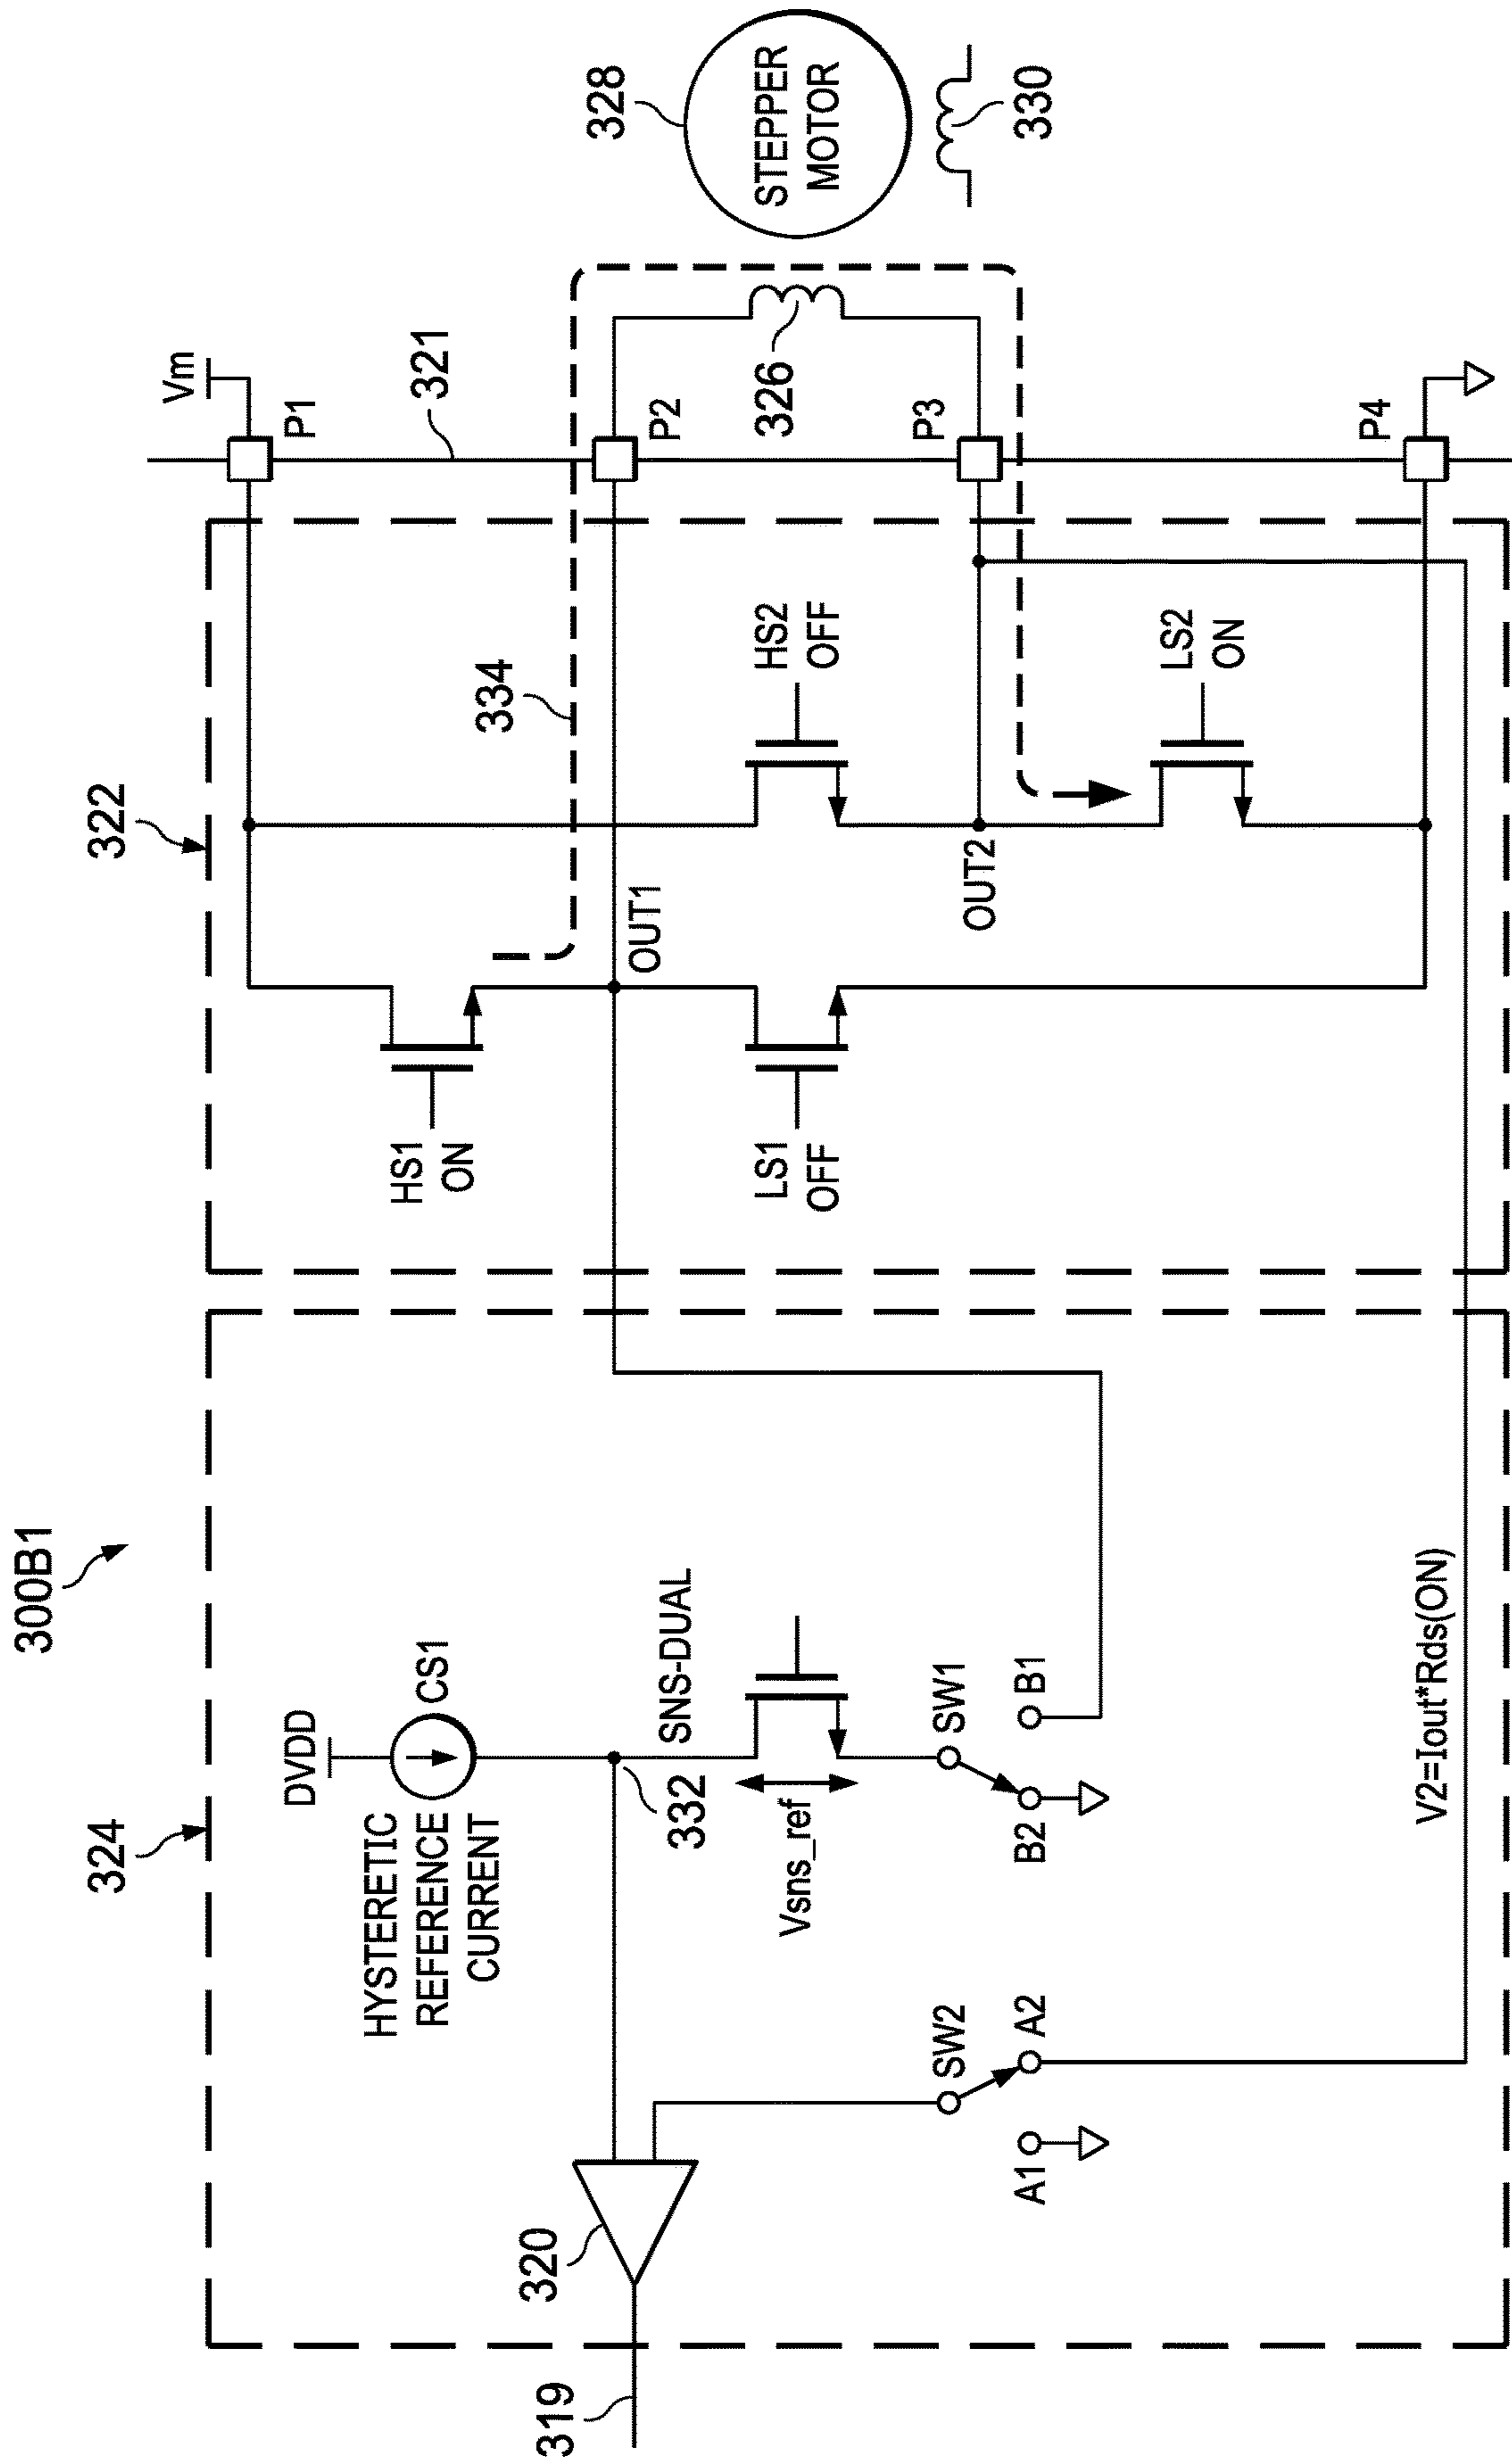 300B1
324
322
DVDD
HYSTERETIC
REFERENCE
CURRENT
CS1
332
SNS-DUAL
Vsns_ref
SW1
B1
B2
SW2
A2
A1
320
319
V2=Iout*Rds(ON)
HS1
ON
LS1
OFF
OUT1
334
HS2
OFF
OUT2
LS2
ON
Vm
P1
321
P2
326
P3
P4
328
STEPPER
MOTOR
330